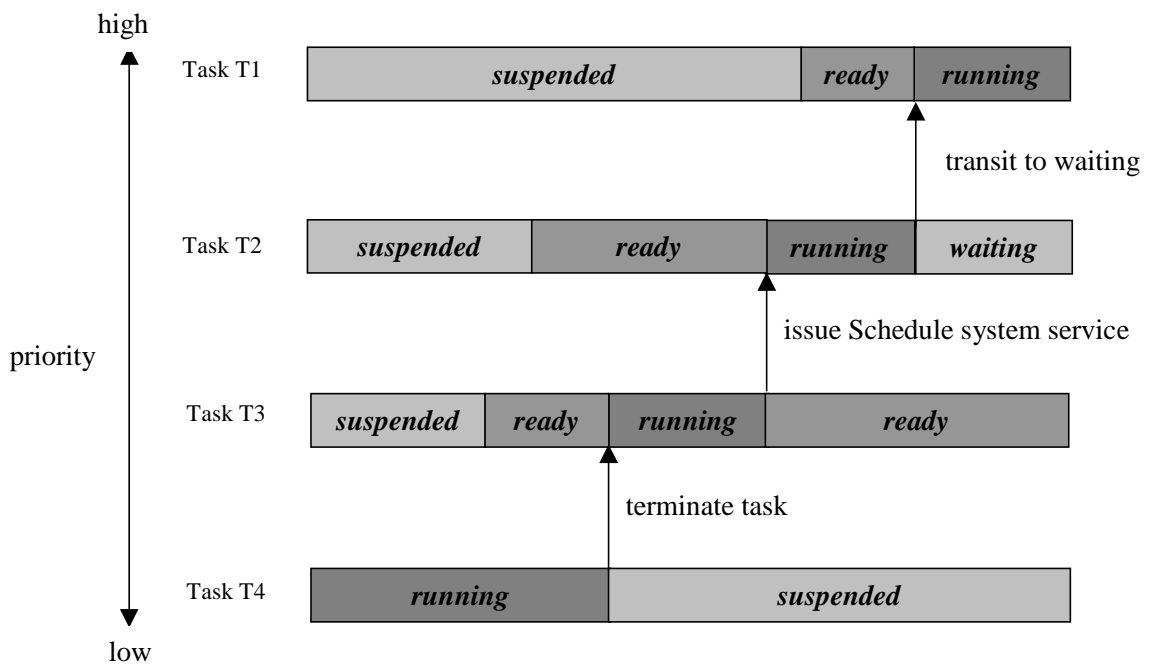 high
Task T1
suspended
ready
running
transit to waiting
Task T2
suspended
ready
running
waiting
issue Schedule system service
priority
Task T3
suspended
ready
running
ready
terminate task
Task T4
running
suspended
low